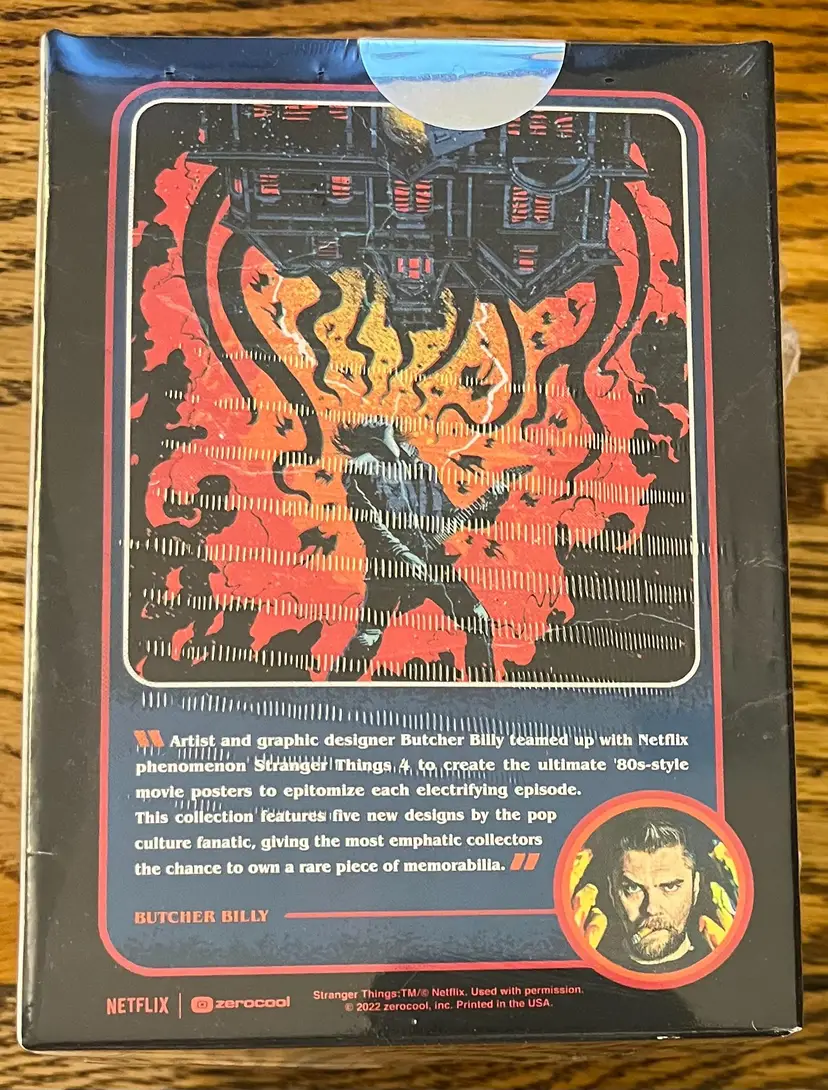 Artist and graphic designer Butcher Billy teamed up with Netflix
phenomenon Stranger Things 4 to create the ultimate '80s-style
movie posters to epitomize each electrifying episode.
This collection features five new designs by the pop
culture fanatic, giving the most emphatic collectors
the chance to own a rare piece of memorabilia. "
BUTCHER BILLY
NETFLIX | zerocool
Stranger Things:TM/© Netflix. Used with permission.
© 2022 zerocool, inc. Printed in the USA.